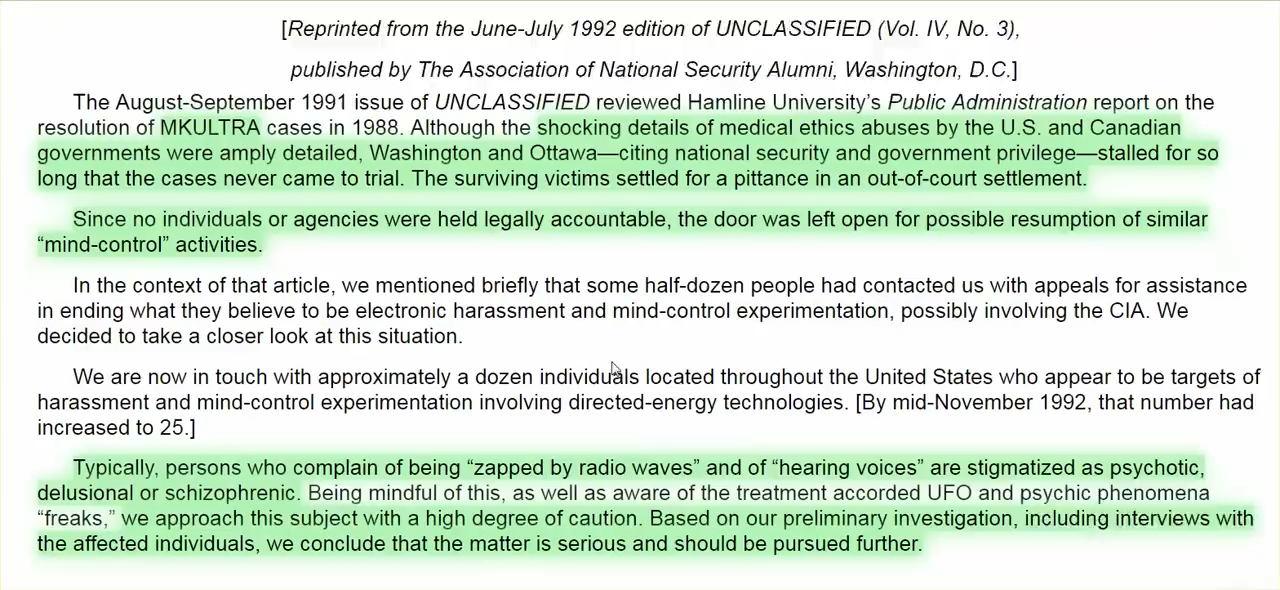 [Reprinted from the June-July 1992 edition of UNCLASSIFIED (Vol. IV, No. 3),
published by The Association of National Security Alumni, Washington, D.C.]
The August-September 1991 issue of UNCLASSIFIED reviewed Hamline University’s Public Administration report on the
resolution of MKULTRA cases in 1988. Although the shocking details of medical ethics abuses by the U.S. and Canadian
governments were amply detailed, Washington and Ottawa—citing national security and government privilege—stalled for so
long that the cases never came to trial. The surviving victims settled for a pittance in an out-of-court settlement.
Since no individuals or agencies were held legally accountable, the door was left open for possible resumption of similar
“mind-control” activities.
In the context of that article, we mentioned briefly that some half-dozen people had contacted us with appeals for assistance
in ending what they believe to be electronic harassment and mind-control experimentation, possibly involving the CIA. We
decided to take a closer look at this situation.
We are now in touch with approximately a dozen individuals located throughout the United States who appear to be targets of
harassment and mind-control experimentation involving directed-energy technologies. [By mid-November 1992, that number had
increased to 25.]
Typically, persons who complain of being “zapped by radio waves” and of “hearing voices” are stigmatized as psychotic,
delusional or schizophrenic. Being mindful of this, as well as aware of the treatment accorded UFO and psychic phenomena
“freaks,” we approach this subject with a high degree of caution. Based on our preliminary investigation, including interviews with
the affected individuals, we conclude that the matter is serious and should be pursued further.